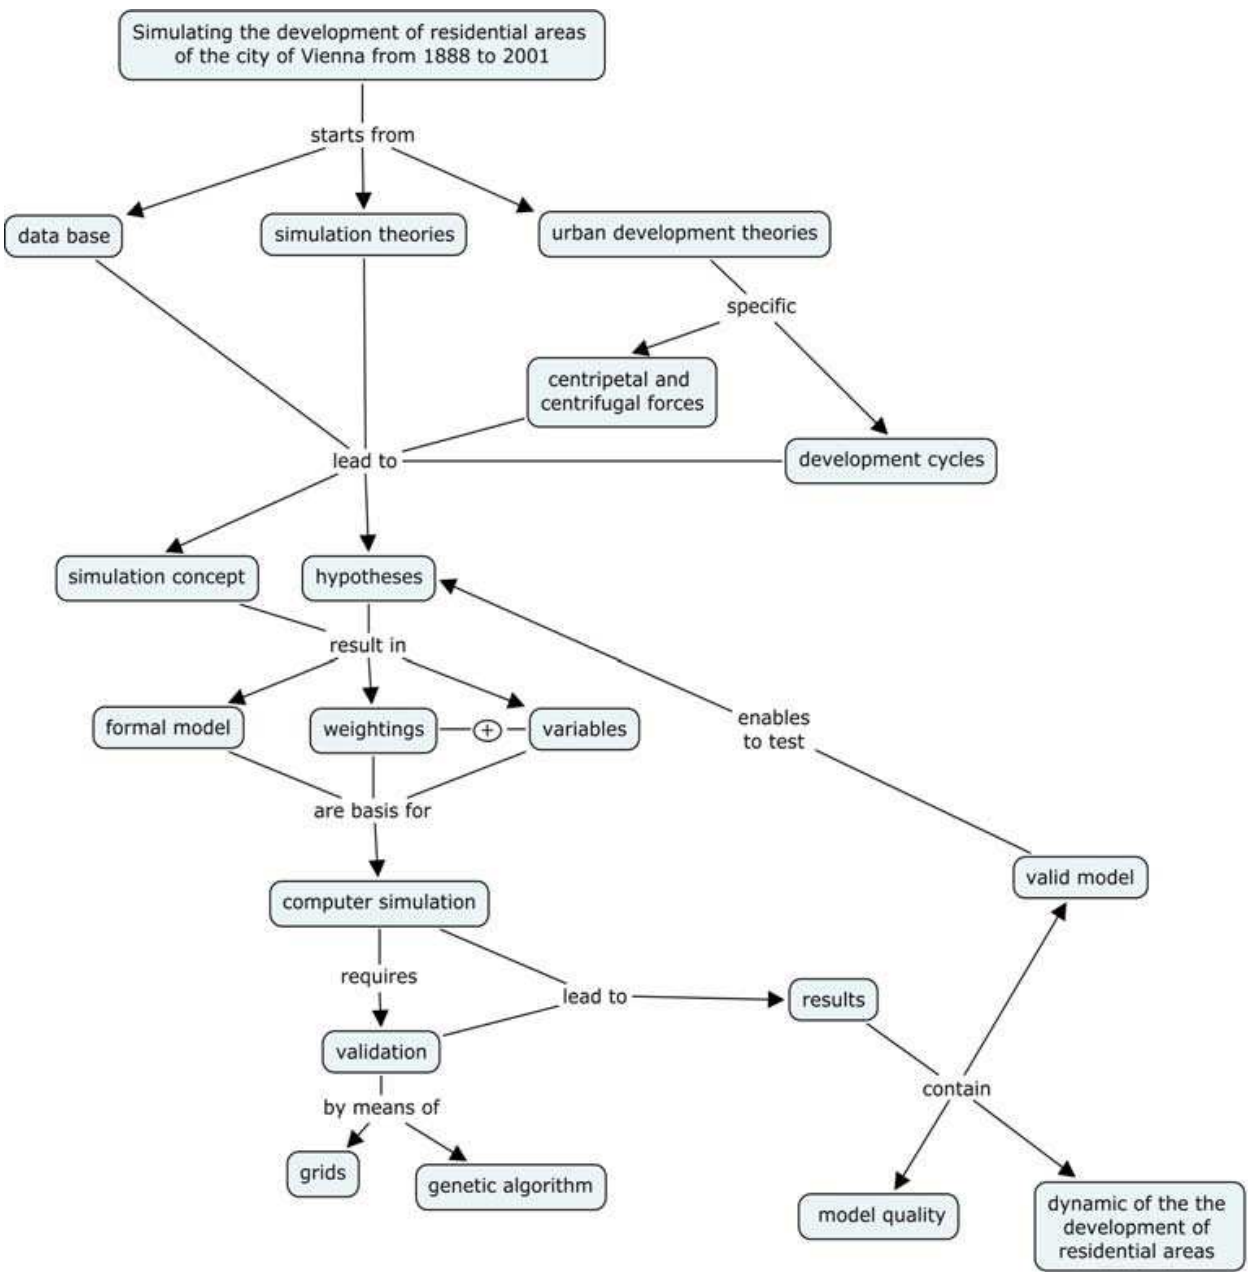 Simulating the development of residential areas
of the city of Vienna from 1888 to 2001
starts from
data base
simulation theories
urban development theories
specific
centripetal and
centrifugal forces
lead to
development cycles
simulation concept
hypotheses
result in
formal model
weightings
+
variables
enables
to test
are basis for
valid model
computer simulation
requires
lead to
results
validation
contain
by means of
grids
genetic algorithm
model quality
dynamic of the the
development of
residential areas